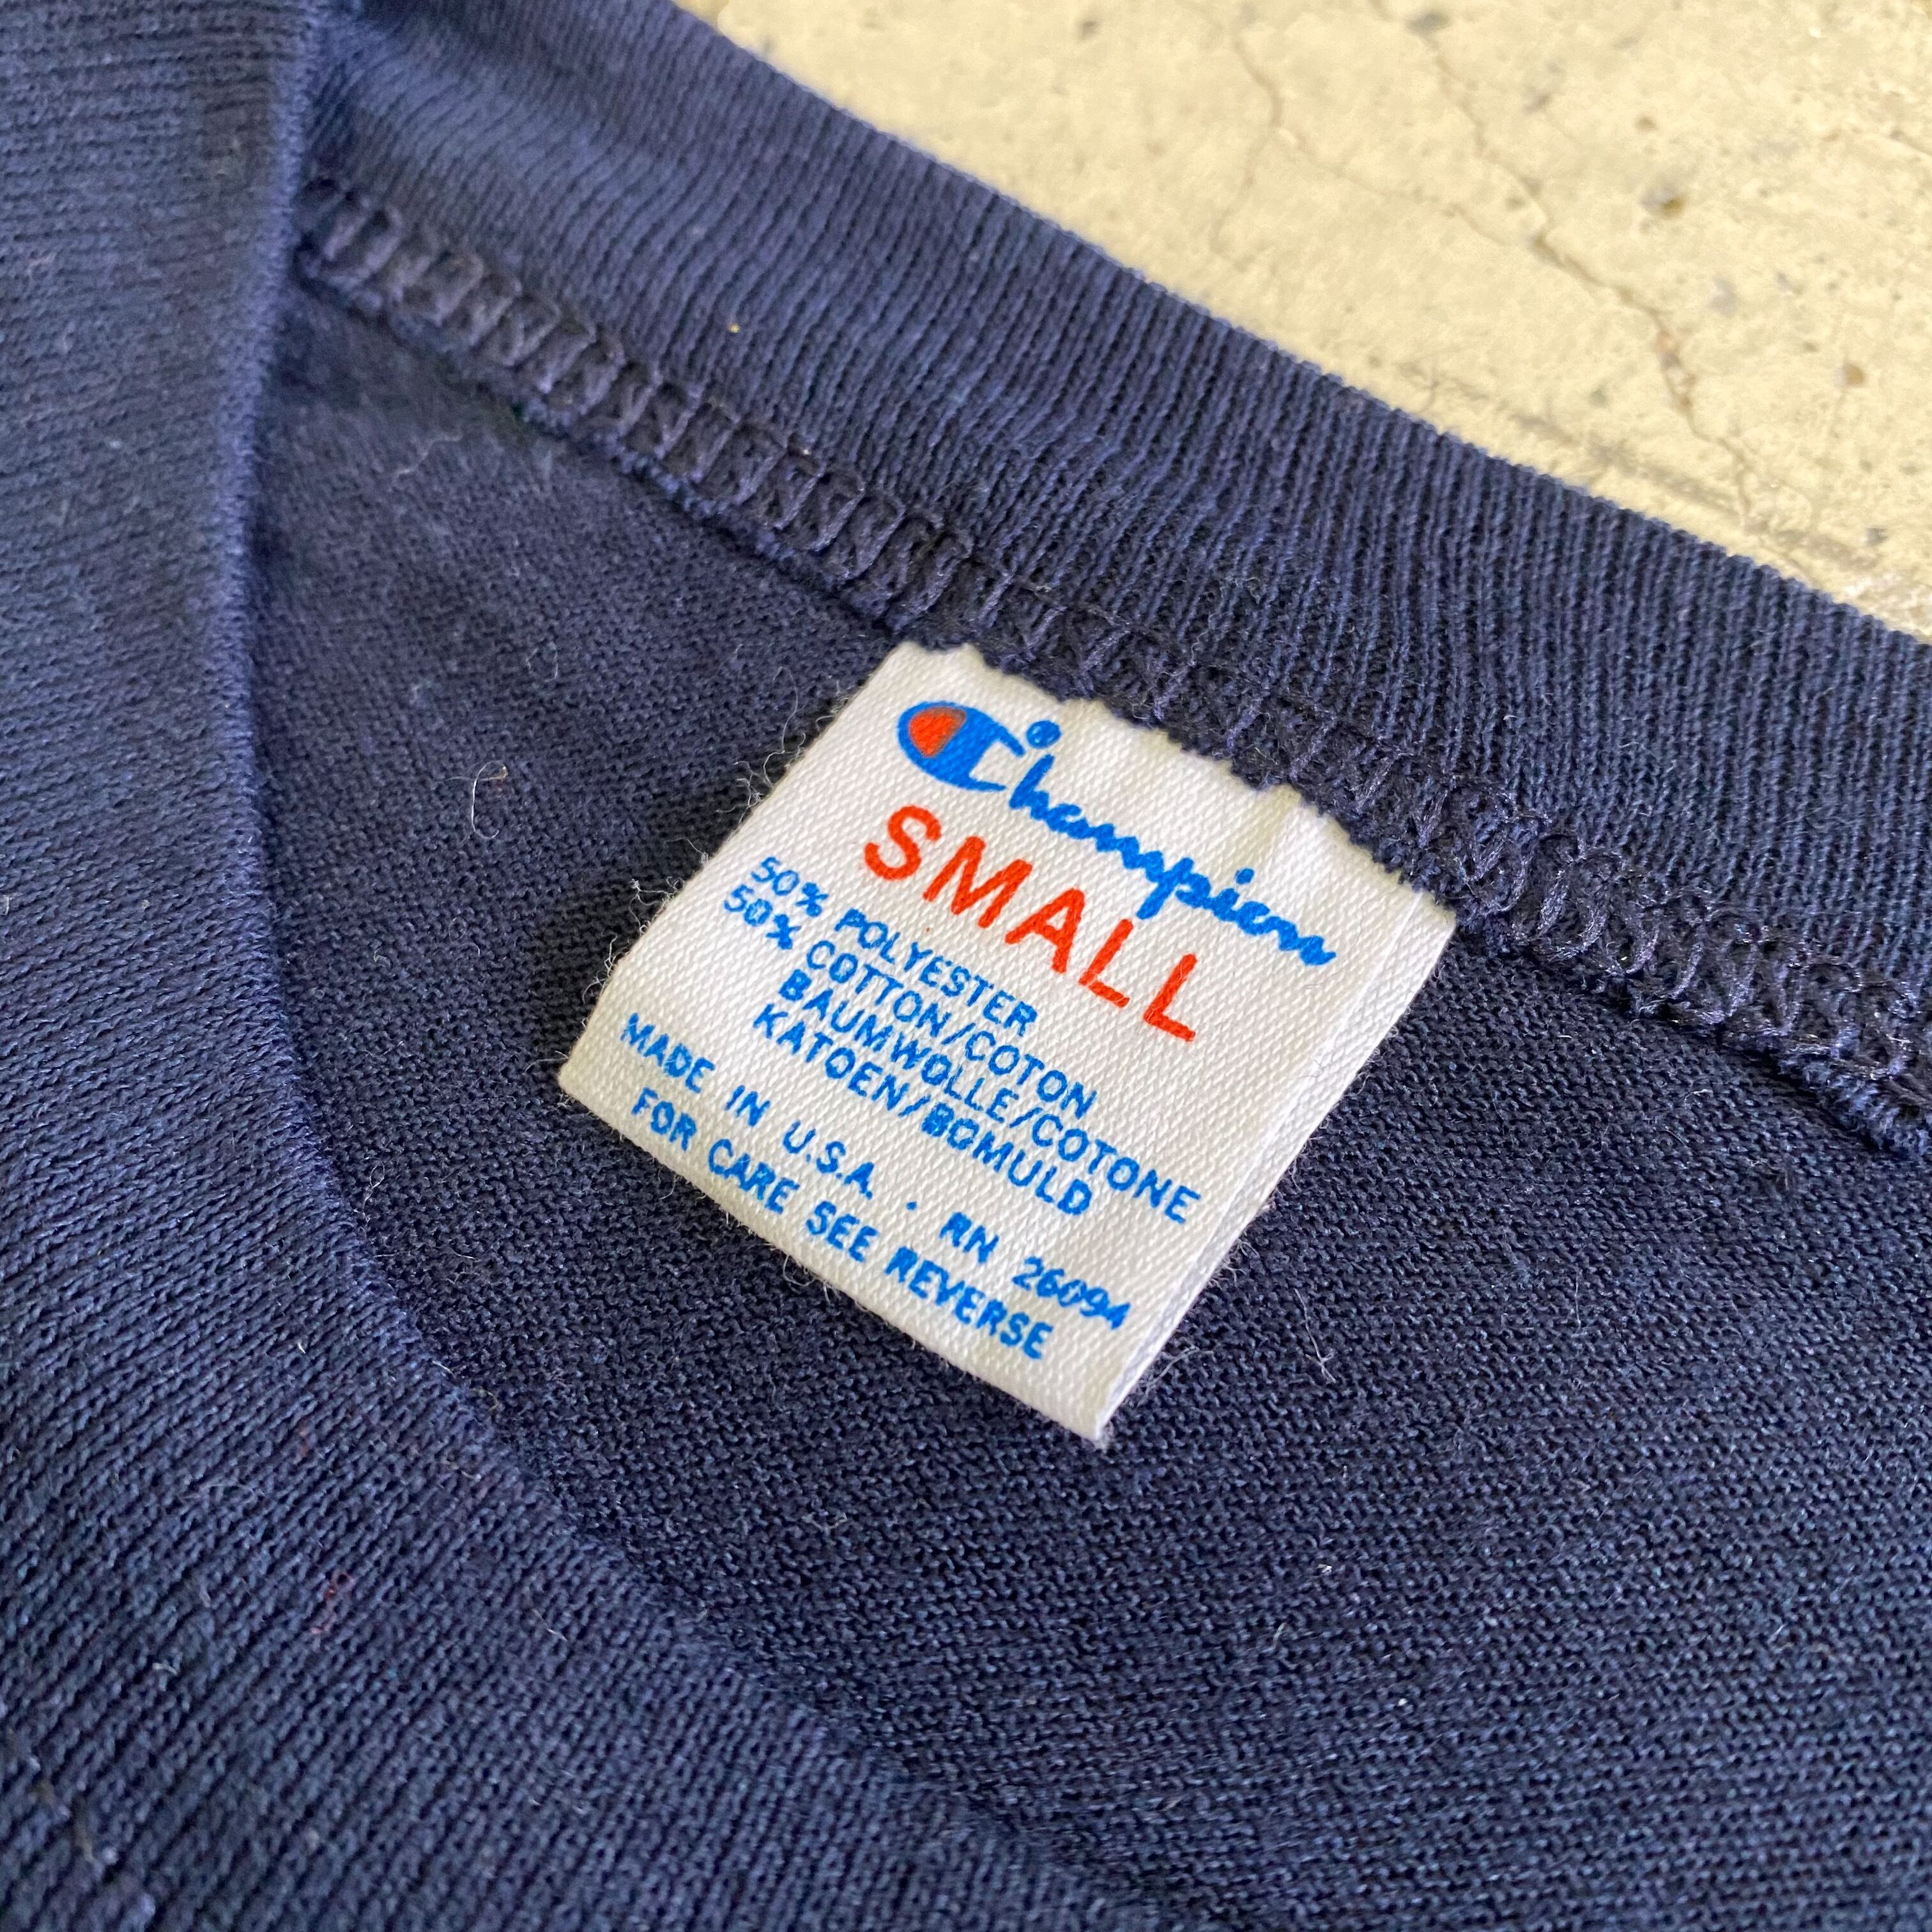 Champion
SMALL
50% POLYESTER
50% COTTON/COTON
BAUMWOLLE/COTONE
KATOEN/BOMULD
MADE IN U.S.A. RN 26094
FOR CARE SEE REVERSE